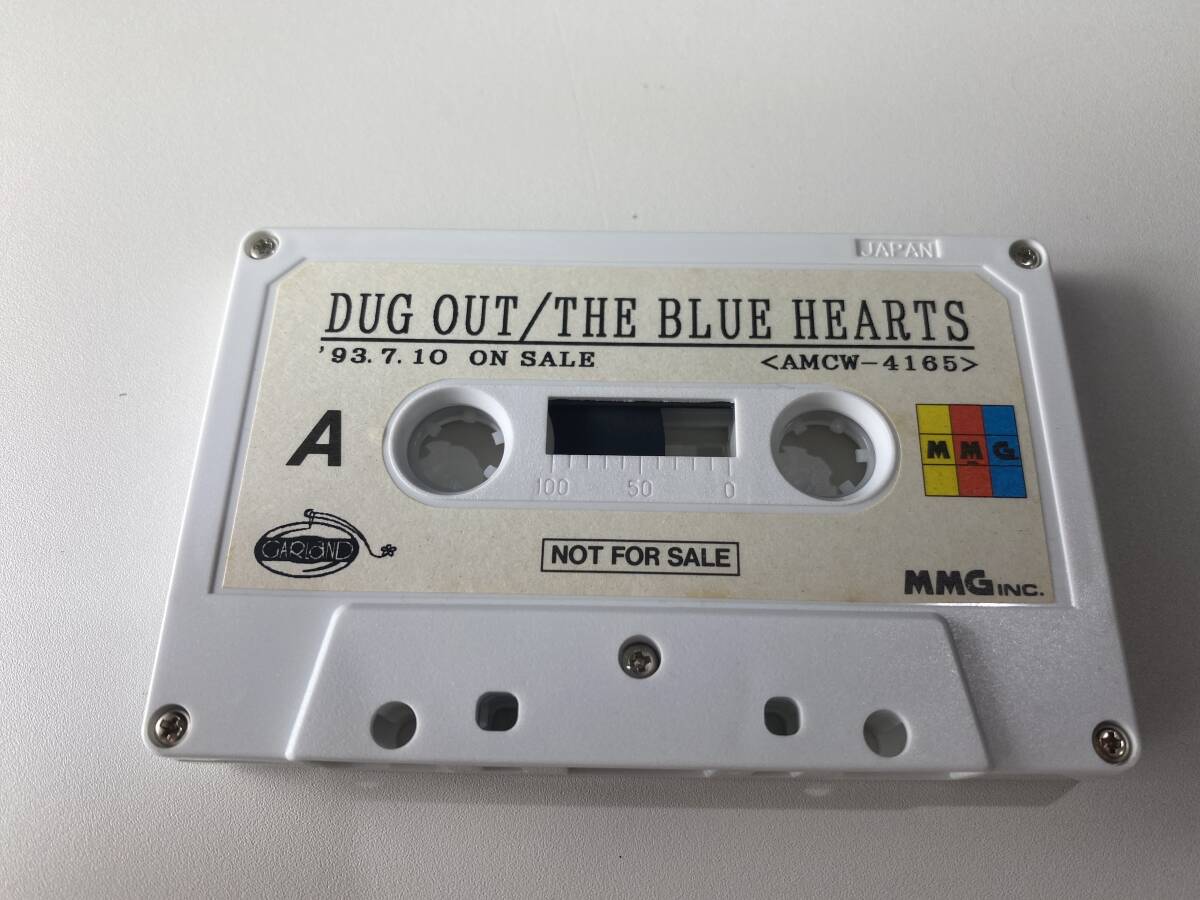 JAPAN
DUG OUT/THE BLUE HEARTS
'93.7.10 ON SALE <AMCW-4165>
A
MMG
100 50 0
GARLAND
NOT FOR SALE
MMG INC.